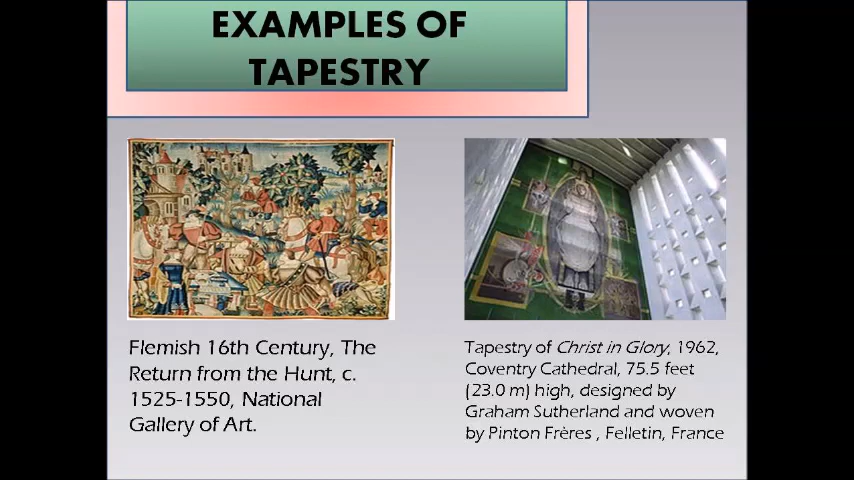 EXAMPLES OF
TAPESTRY
Flemish 16th Century, The
Return from the Hunt, c.
1525-1550, National
Gallery of Art.
Tapestry of Christ in Glory, 1962,
Coventry Cathedral, 75.5 feet
(23.0 m) high, designed by
Graham Sutherland and woven
by Pinton Frères , Felletin, France